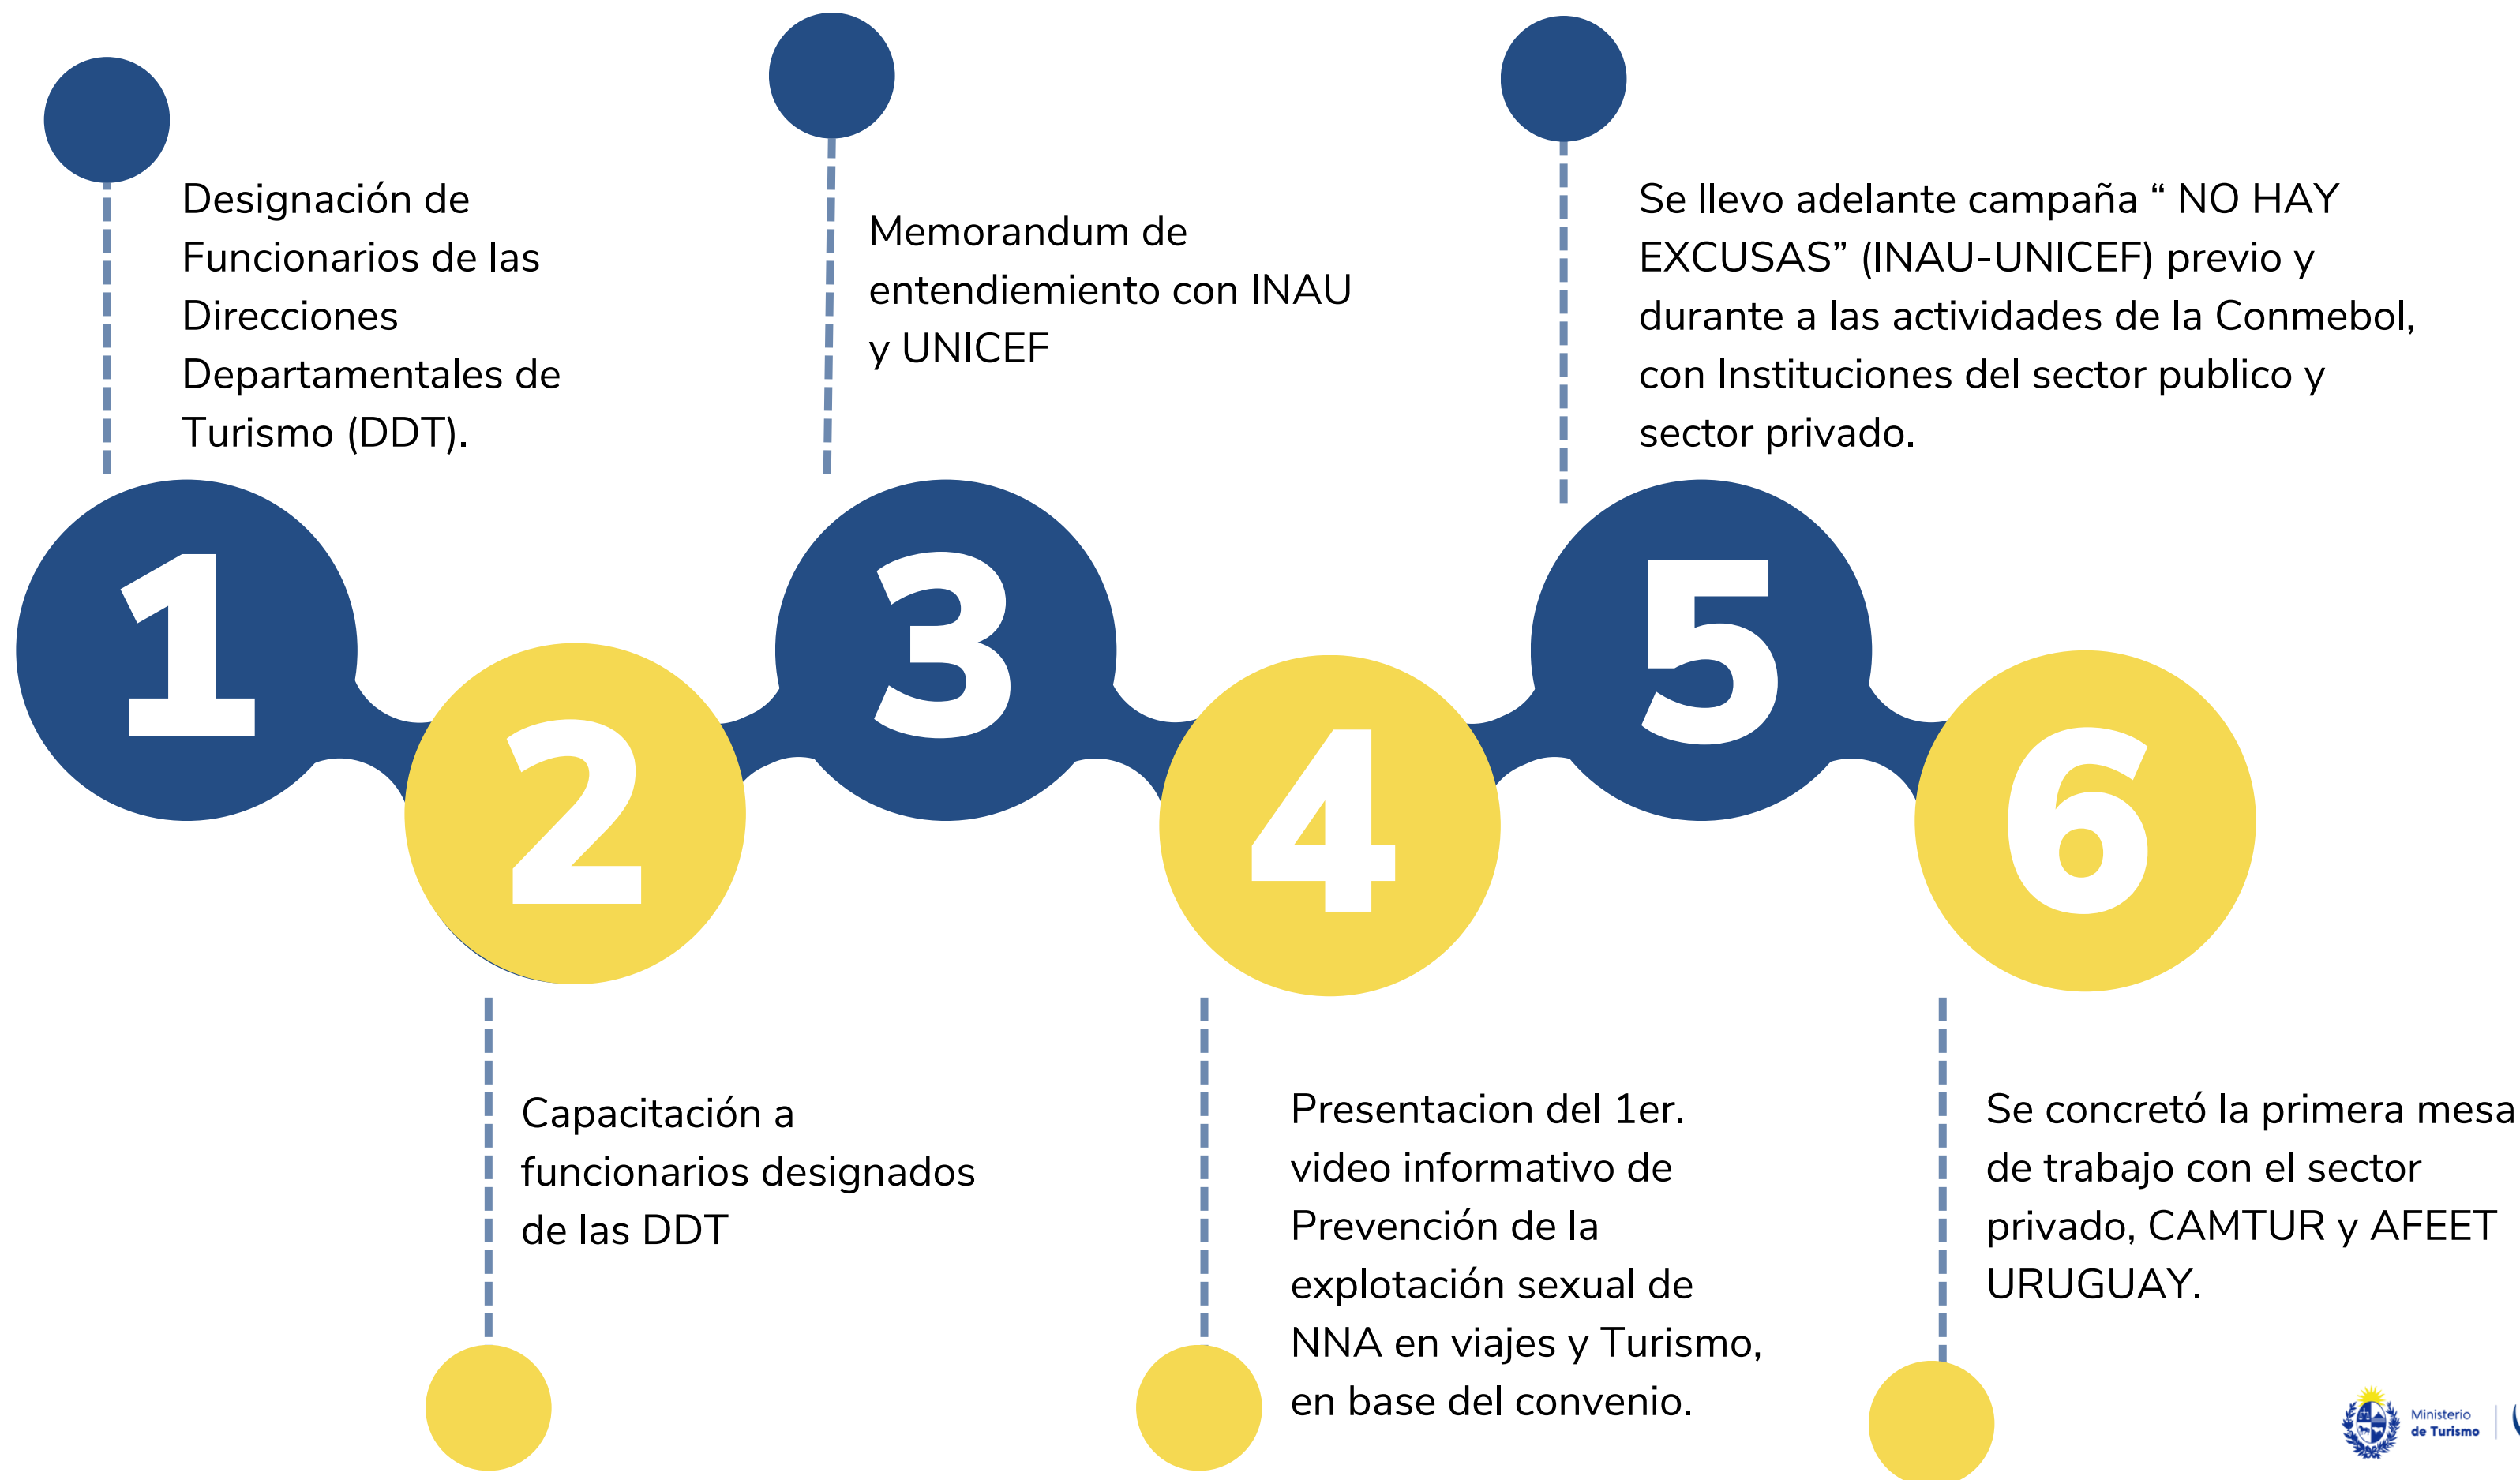 Designación de
Funcionarios de las
Direcciones
Departamentales de
Turismo (DDT).
Memorandum de
entendiemiento con INAU
y UNICEF
Se llevo adelante campaña “ NO HAY
EXCUSAS” (INAU-UNICEF) previo y
durante a las actividades de la Conmebol,
con Instituciones del sector publico y
sector privado.
1
2
3
4
5
6
Capacitación a
funcionarios designados
de las DDT
Presentacion del 1er.
video informativo de
Prevención de la
explotación sexual de
NNA en viajes y Turismo,
en base del convenio.
Se concretó la primera mesa
de trabajo con el sector
privado, CAMTUR y AFEET
URUGUAY.
Ministerio
de Turismo